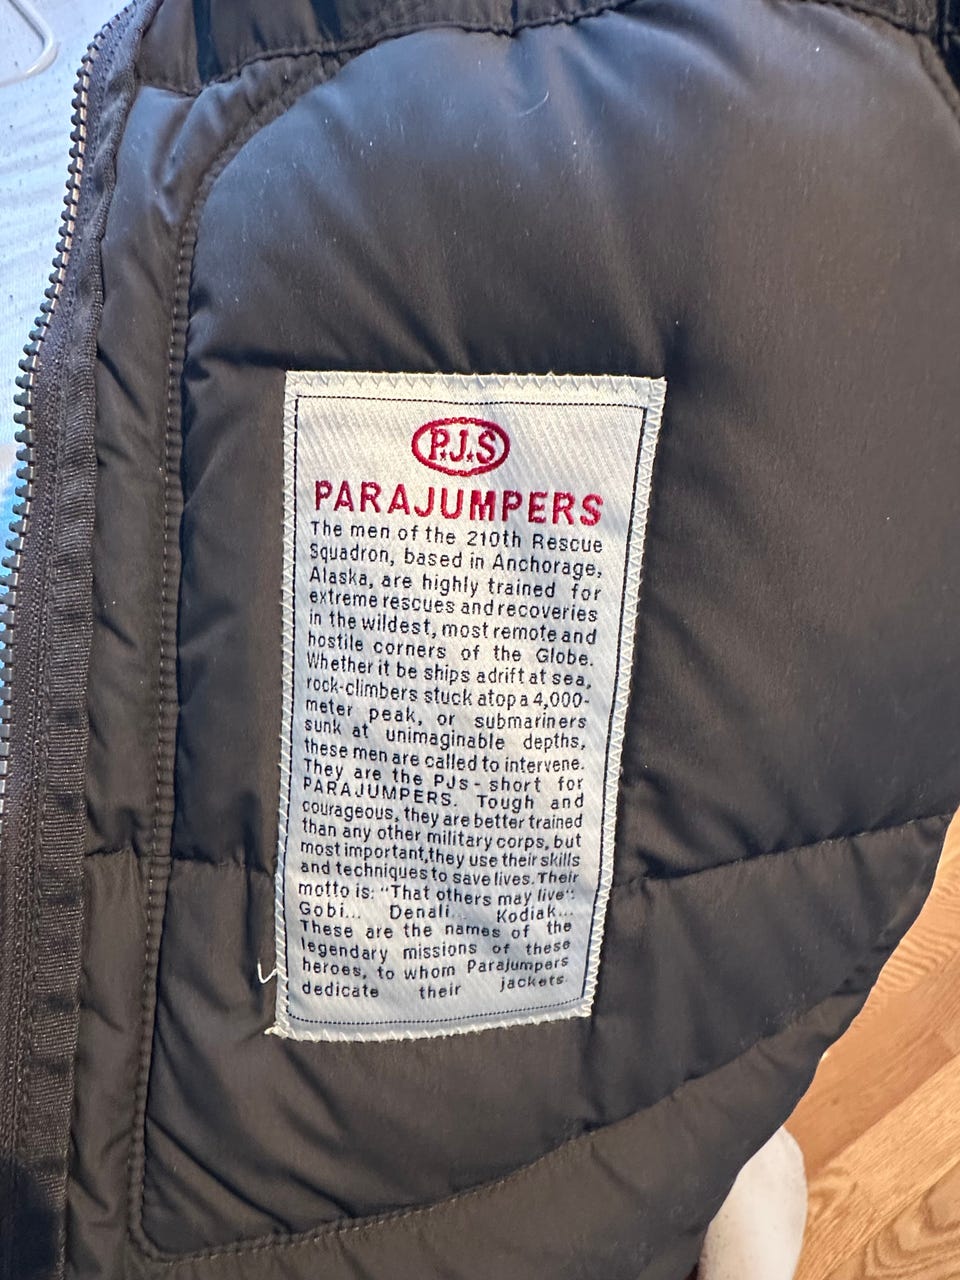 P.J.S
PARAJUMPERS
The men of the 210th Rescue
Squadron, based in Anchorage,
Alaska, are highly trained for
extreme rescues and recoveries
in the wildest, most remote and
hostile corners of the Globe.
Whether it be ships adrift at sea,
rock-climbers stuck atop a 4,000-
meter peak, or submariners
sunk at unimaginable depths,
these men are called to intervene.
They are the PJs - short for
PARAJUMPERS. Tough and
courageous, they are better trained
than any other military corps, but
most important,they use their skills
and techniques to save lives. Their
motto is: "That others may live":
Gobi... Denali... Kodiak...
These are the names of the
legendary missions of these
heroes, to whom Parajumpers
dedicate their jackets.